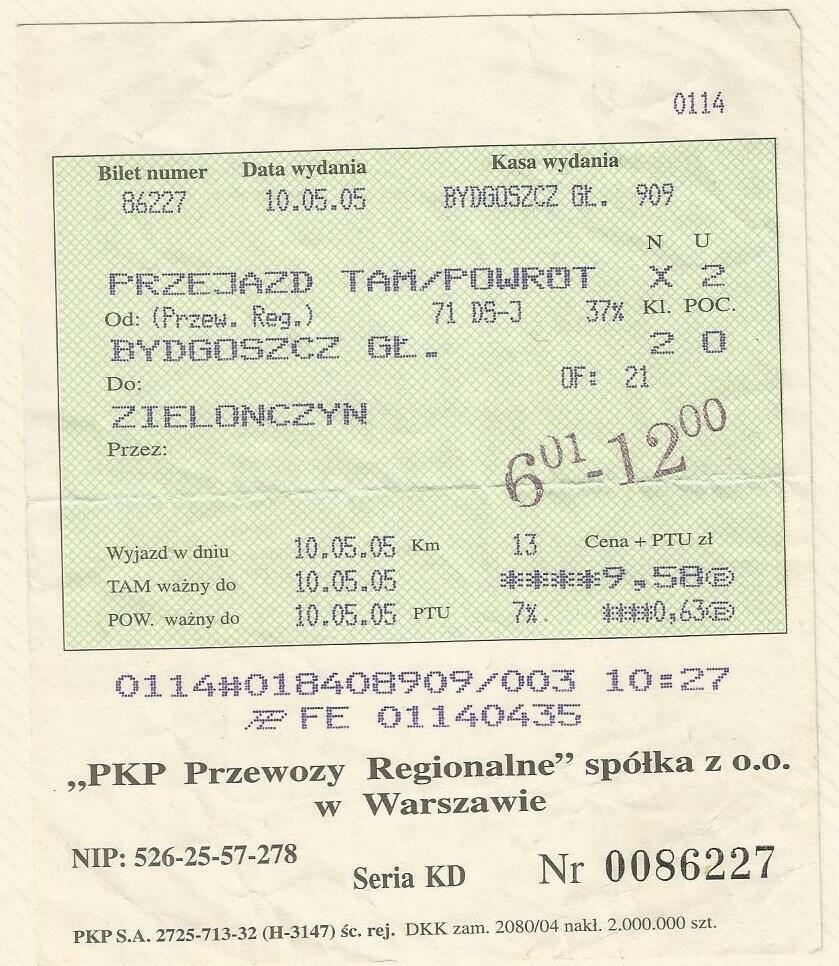 0114
Bilet numer Data wydania Kasa wydania
86227 10.05.05 BYDGOSZCZ GŁ. 909
N U
PRZEJAZD TAM/POWRÓT X 2
Od: (Przew. Reg.) 71 DS-J 37% Kl. POC.
BYDGOSZCZ GŁ. 2 0
Do: OF: 21
ZIELONCZYN
Przez:
6⁰¹-12⁰⁰
Wyjazd w dniu 10.05.05 Km 13 Cena + PTU zł
TAM ważny do 10.05.05 *****9,58Ⓔ
POW. ważny do 10.05.05 PTU 7%. ****0,63Ⓔ
0114#018408909/003 10:27
FE 01140435
„PKP Przewozy Regionalne” spółka z o.o.
w Warszawie
NIP: 526-25-57-278
Seria KD Nr 0086227
PKP S.A. 2725-713-32 (H-3147) śc. rej. DKK zam. 2080/04 nakł. 2.000.000 szt.